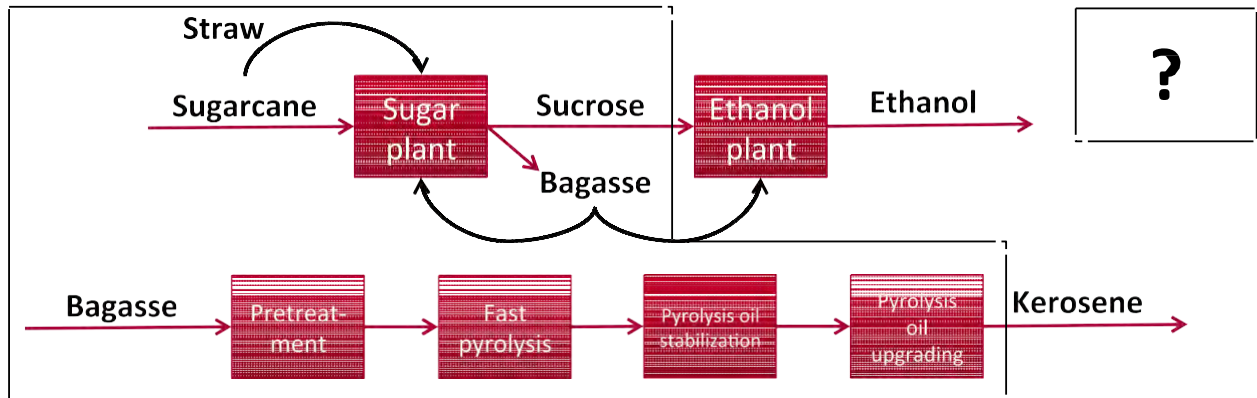 Straw
Sugarcane
Sugar
plant
Sucrose
Bagasse
Ethanol
plant
Ethanol
?
Bagasse
Pretreat-
ment
Fast
pyrolysis
Pyrolysis oil
stabilization
Pyrolysis
oil
upgrading
Kerosene